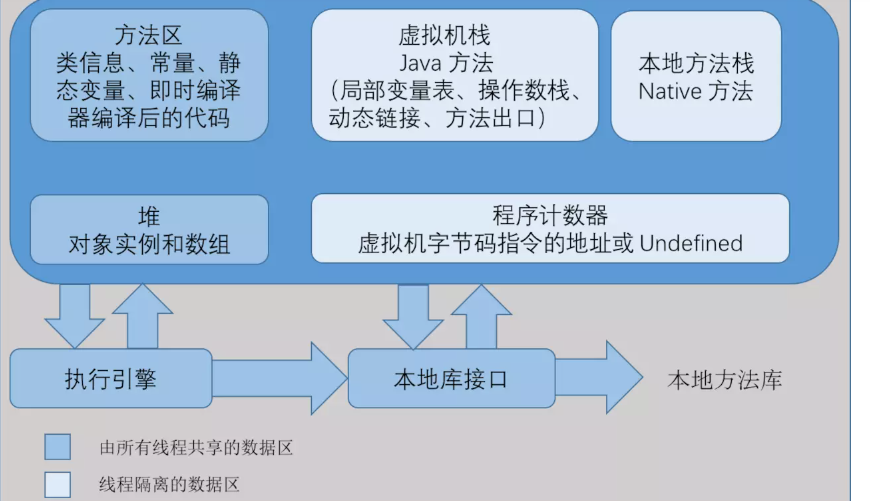 方法区
类信息、常量、静
态变量、即时编译
器编译后的代码
虚拟机栈
Java 方法
（局部变量表、操作数栈、
动态链接、方法出口）
本地方法栈
Native 方法
堆
对象实例和数组
程序计数器
虚拟机字节码指令的地址或 Undefined
执行引擎
本地库接口
本地方法库
由所有线程共享的数据区
线程隔离的数据区